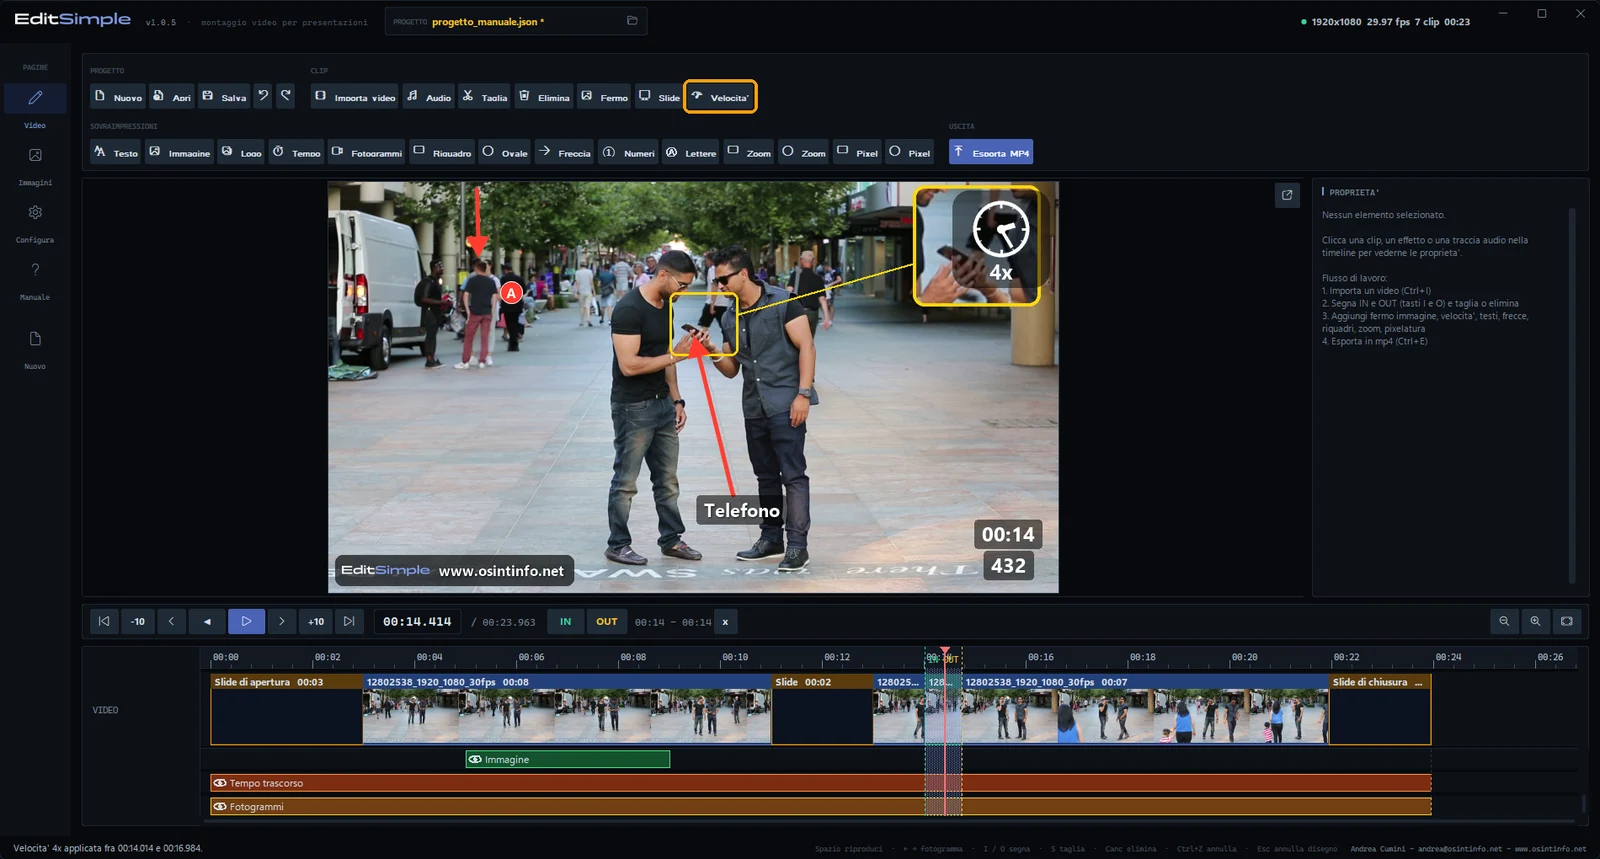 EditSimple v1.0.5 · montaggio video per presentazioni PROGETTO progetto_manuale.json * 1920x1080 29.97 fps 7 clip 00:23
PAGINE
Video
Immagini
Configura
?
Manuale
Nuovo
PROGETTO CLIP
Nuovo Apri Salva Importa video Audio Taglia Elimina Fermo Slide Velocita'
SOVRAIMPRESSIONI USCITA
Testo Immagine Logo Tempo Fotogrammi Riquadro Ovale Freccia Numeri Lettere Zoom Zoom Pixel Pixel Esporta MP4
4x
A
Telefono
00:14
432
EditSimple www.osintinfo.net
PROPRIETA'
Nessun elemento selezionato.
Clicca una clip, un effetto o una traccia audio nella
timeline per vederne le proprieta'.
Flusso di lavoro:
1. Importa un video (Ctrl+I)
2. Segna IN e OUT (tasti I e O) e taglia o elimina
3. Aggiungi fermo immagine, velocita', testi, frecce,
riquadri, zoom, pixelatura
4. Esporta in mp4 (Ctrl+E)
-10 +10 00:14.414 / 00:23.963 IN OUT 00:14 – 00:14 x
00:00 00:02 00:04 00:06 00:08 00:10 00:12 IN OUT 00:16 00:18 00:20 00:22 00:24 00:26
VIDEO
Slide di apertura 00:03 12802538_1920_1080_30fps 00:08 Slide 00:02 128025... 128... 12802538_1920_1080_30fps 00:07 Slide di chiusura ...
Immagine
Tempo trascorso
Fotogrammi
Velocita' 4x applicata fra 00:14.014 e 00:16.984. Spazio riproduci · fotogramma · I / O segna · S taglia · Canc elimina · Ctrl+Z annulla · Esc annulla disegno Andrea Cumini – andrea@osintinfo.net – www.osintinfo.net